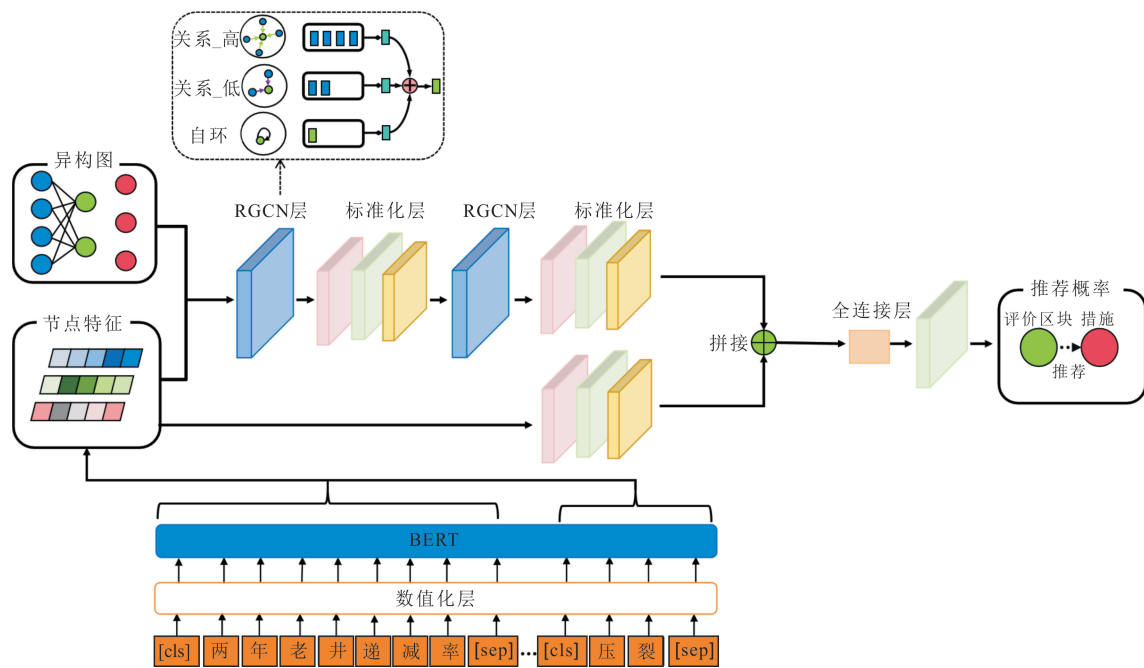 关系_高
关系_低
自环
异构图
RGCN层
标准化层
RGCN层
标准化层
节点特征
拼接
全连接层
推荐概率
评价区块 措施
推荐
BERT
数值化层
[cls] 两 年 老 井 递 减 率 [sep] ... [cls] 压 裂 [sep]